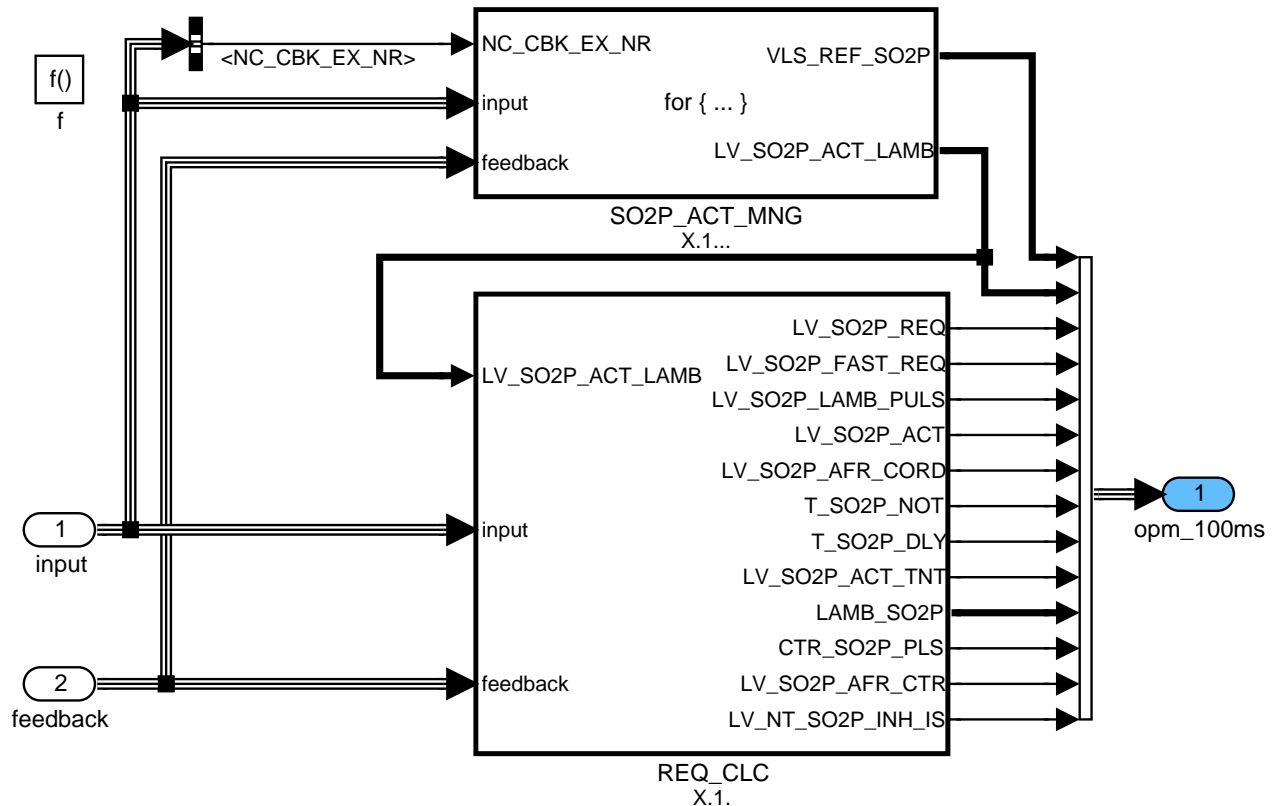 f()
f
<NC_CBK_EX_NR>
NC_CBK_EX_NR
input
feedback
for { ... }
VLS_REF_SO2P
LV_SO2P_ACT_LAMB
SO2P_ACT_MNG
X.1...
LV_SO2P_ACT_LAMB
input
feedback
LV_SO2P_REQ
LV_SO2P_FAST_REQ
LV_SO2P_LAMB_PULS
LV_SO2P_ACT
LV_SO2P_AFR_CORD
T_SO2P_NOT
T_SO2P_DLY
LV_SO2P_ACT_TNT
LAMB_SO2P
CTR_SO2P_PLS
LV_SO2P_AFR_CTR
LV_NT_SO2P_INH_IS
REQ_CLC
X.1.
1
input
2
feedback
1
opm_100ms